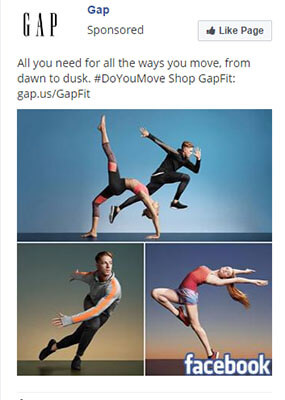 GAP
Gap
Sponsored
Like Page
All you need for all the ways you move, from
dawn to dusk. #DoYouMove Shop GapFit:
gap.us/GapFit
facebook